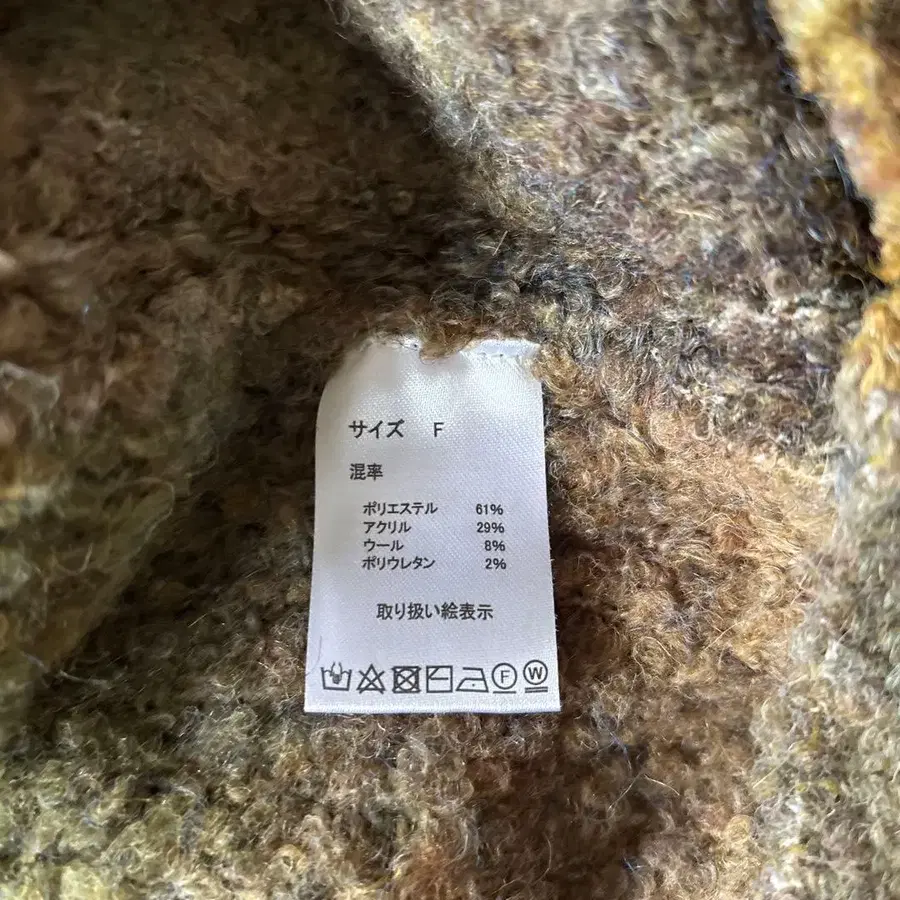 サイズ F
混率
ポリエステル 61%
アクリル 29%
ウール 8%
ポリウレタン 2%
取り扱い絵表示
F W